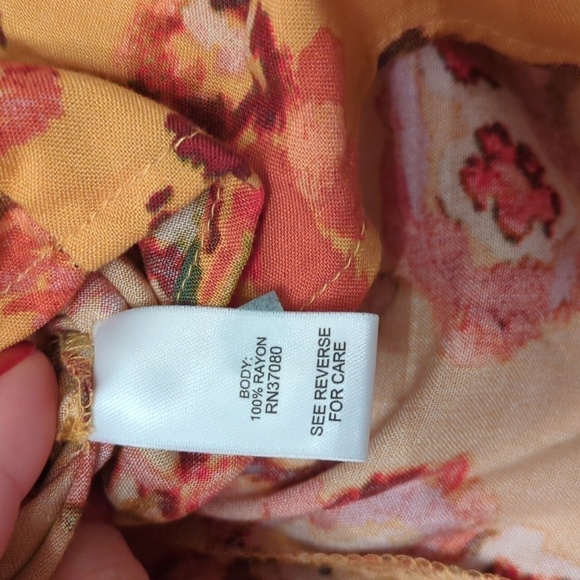 BODY:
100% RAYON
RN37080
SEE REVERSE
FOR CARE